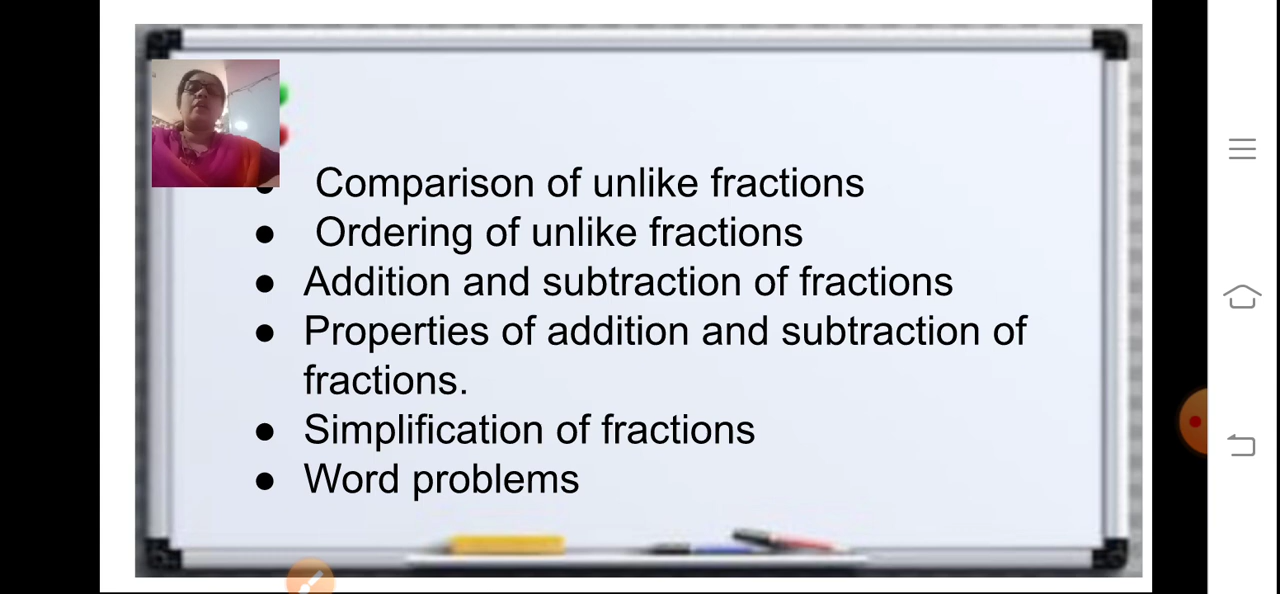 ● Comparison of unlike fractions
● Ordering of unlike fractions
● Addition and subtraction of fractions
● Properties of addition and subtraction of
fractions.
● Simplification of fractions
● Word problems